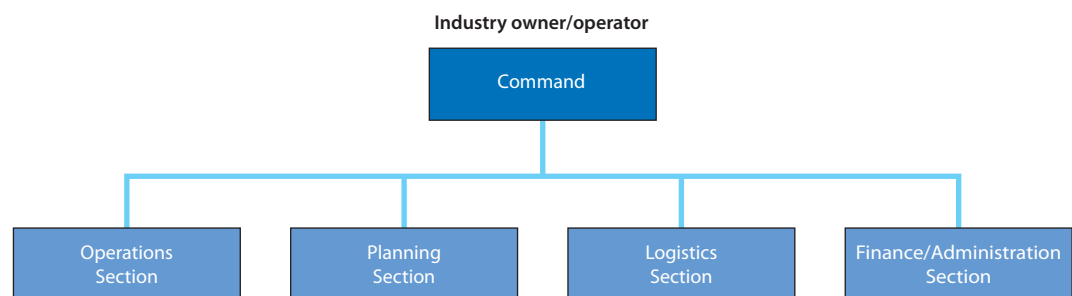 Industry owner/operator
Command
Operations
Section
Planning
Section
Logistics
Section
Finance/Administration
Section